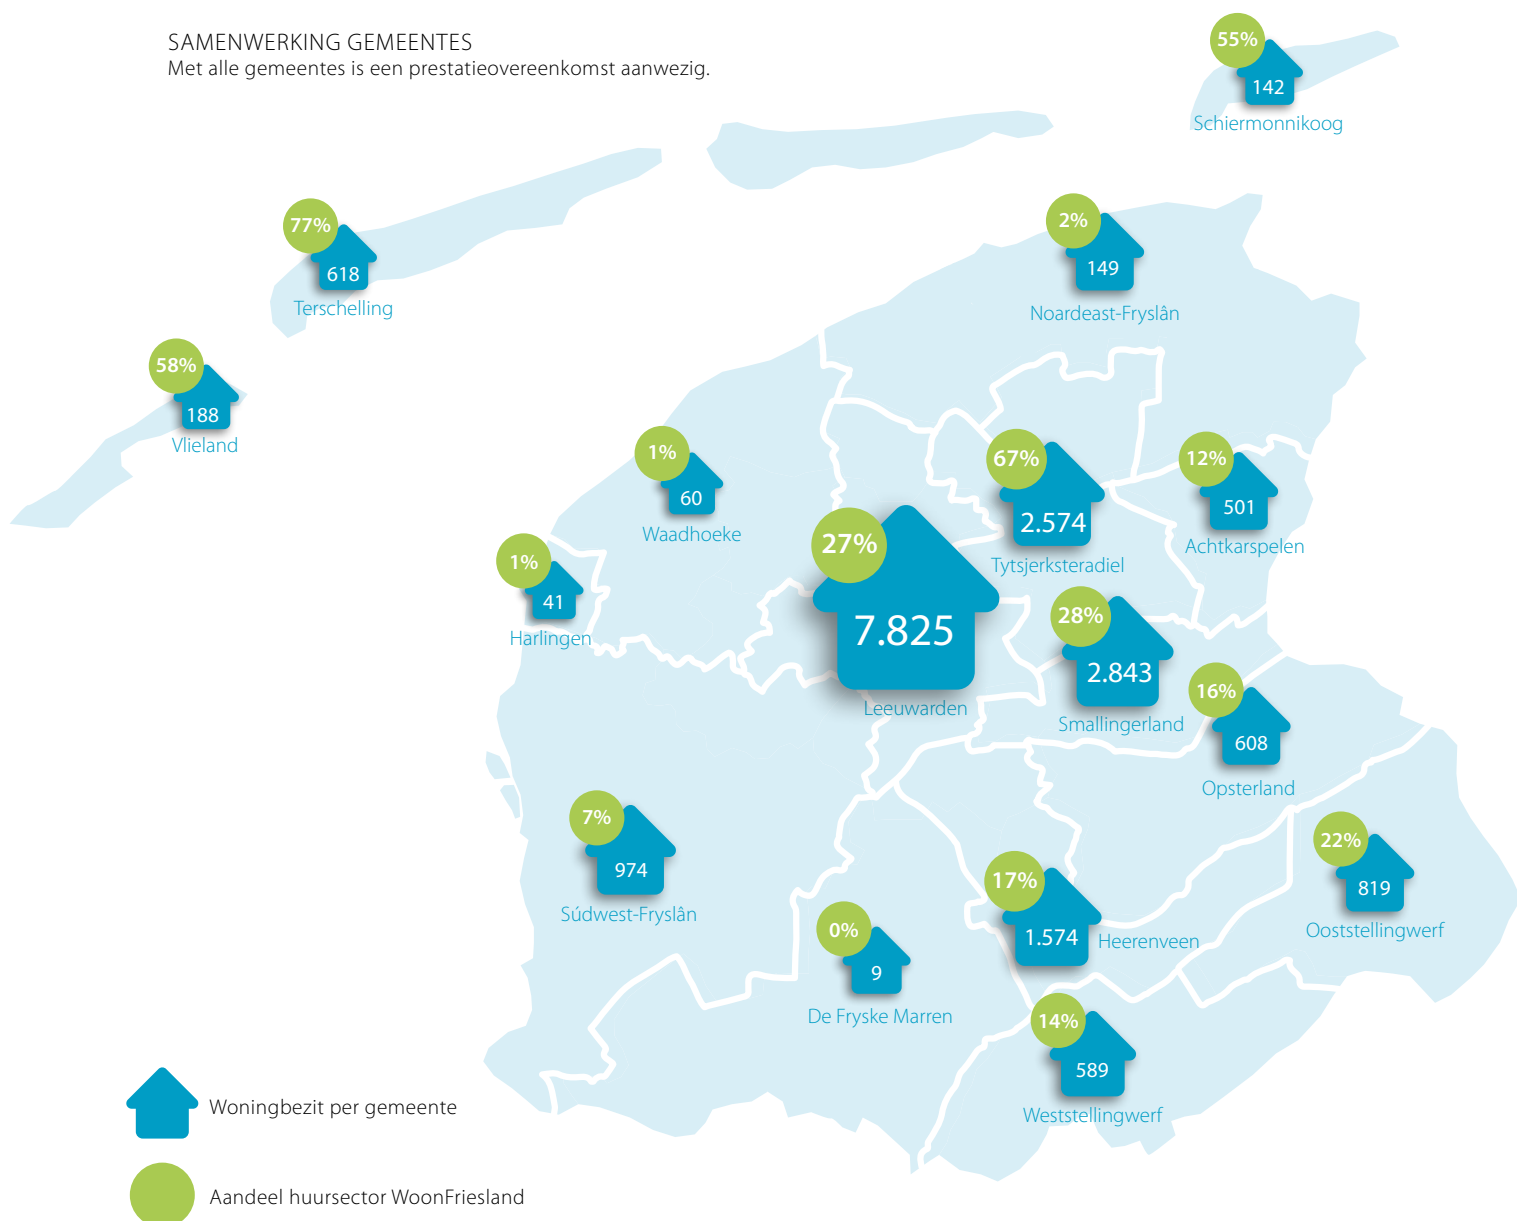 SAMENWERKING GEMEENTES
Met alle gemeentes is een prestatieovereenkomst aanwezig.
55%
142
Schiermonnikoog
77%
618
Terschelling
2%
149
Noardeast-Fryslân
58%
188
Vlieland
1%
60
Waadhoeke
67%
2.574
Tytsjerksteradiel
12%
501
Achtkarspelen
27%
7.825
Leeuwarden
1%
41
Harlingen
28%
2.843
Smallingerland
16%
608
Opsterland
7%
974
Súdwest-Fryslân
22%
819
Ooststellingwerf
17%
1.574
Heerenveen
0%
9
De Fryske Marren
14%
589
Weststellingwerf
Woningbezit per gemeente
Aandeel huursector WoonFriesland